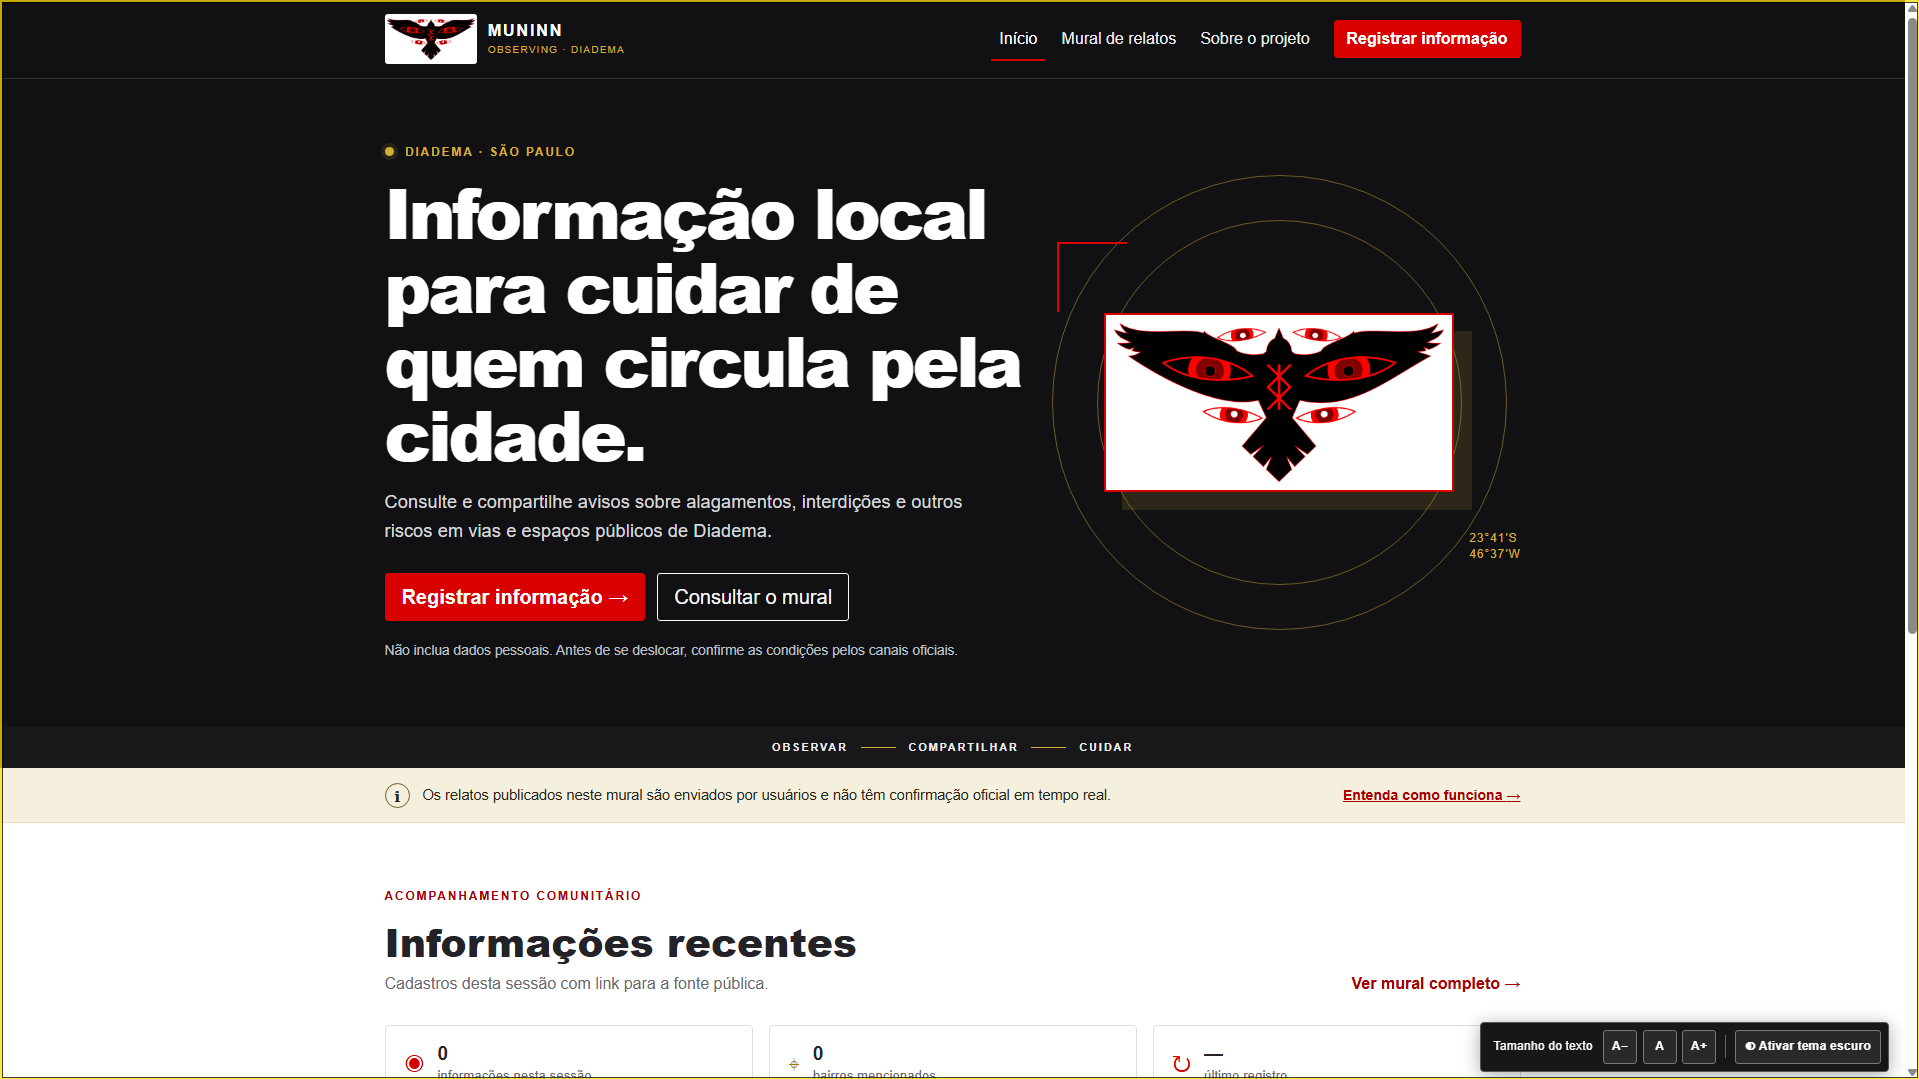 MUNINN
OBSERVING · DIADEMA
Início
Mural de relatos
Sobre o projeto
Registrar informação
DIADEMA · SÃO PAULO
Informação local
para cuidar de
quem circula pela
cidade.
Consulte e compartilhe avisos sobre alagamentos, interdições e outros
riscos em vias e espaços públicos de Diadema.
Registrar informação →
Consultar o mural
Não inclua dados pessoais. Antes de se deslocar, confirme as condições pelos canais oficiais.
23°41'S
46°37'W
OBSERVAR
COMPARTILHAR
CUIDAR
i
Os relatos publicados neste mural são enviados por usuários e não têm confirmação oficial em tempo real.
Entenda como funciona →
ACOMPANHAMENTO COMUNITÁRIO
Informações recentes
Cadastros desta sessão com link para a fonte pública.
Ver mural completo →
0
informações nesta sessão
0
bairros mencionados
—
último registro
Tamanho do texto
A−
A
A+
Ativar tema escuro